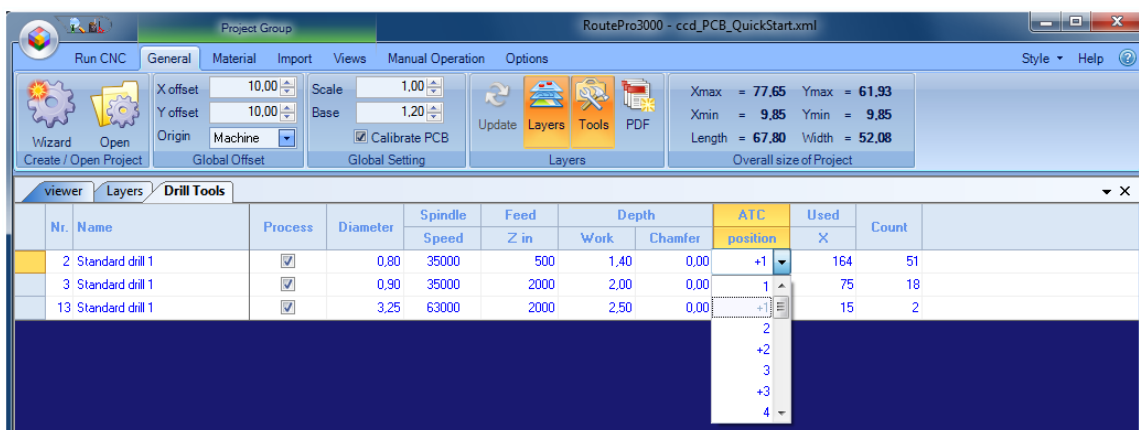 Project Group RoutePro3000 - ccd_PCB_QuickStart.xml
Run CNC General Material Import Views Manual Operation Options Style Help
X offset 10,00 Scale 1,00 Xmax = 77,65 Ymax = 61,93
Y offset 10,00 Base 1,20 Xmin = 9,85 Ymin = 9,85
Wizard Open Origin Machine Calibrate PCB Update Layers Tools PDF Length = 67,80 Width = 52,08
Create / Open Project Global Offset Global Setting Layers Overall size of Project
viewer Layers Drill Tools
Nr. Name Process Diameter Spindle Speed Feed Z in Depth Work Chamfer ATC position Used X Count
2 Standard drill 1 0,80 35000 500 1,40 0,00 +1 164 51
3 Standard drill 1 0,90 35000 2000 2,00 0,00 1 75 18
13 Standard drill 1 3,25 63000 2000 2,50 0,00 +1 15 2
2
+2
3
+3
4